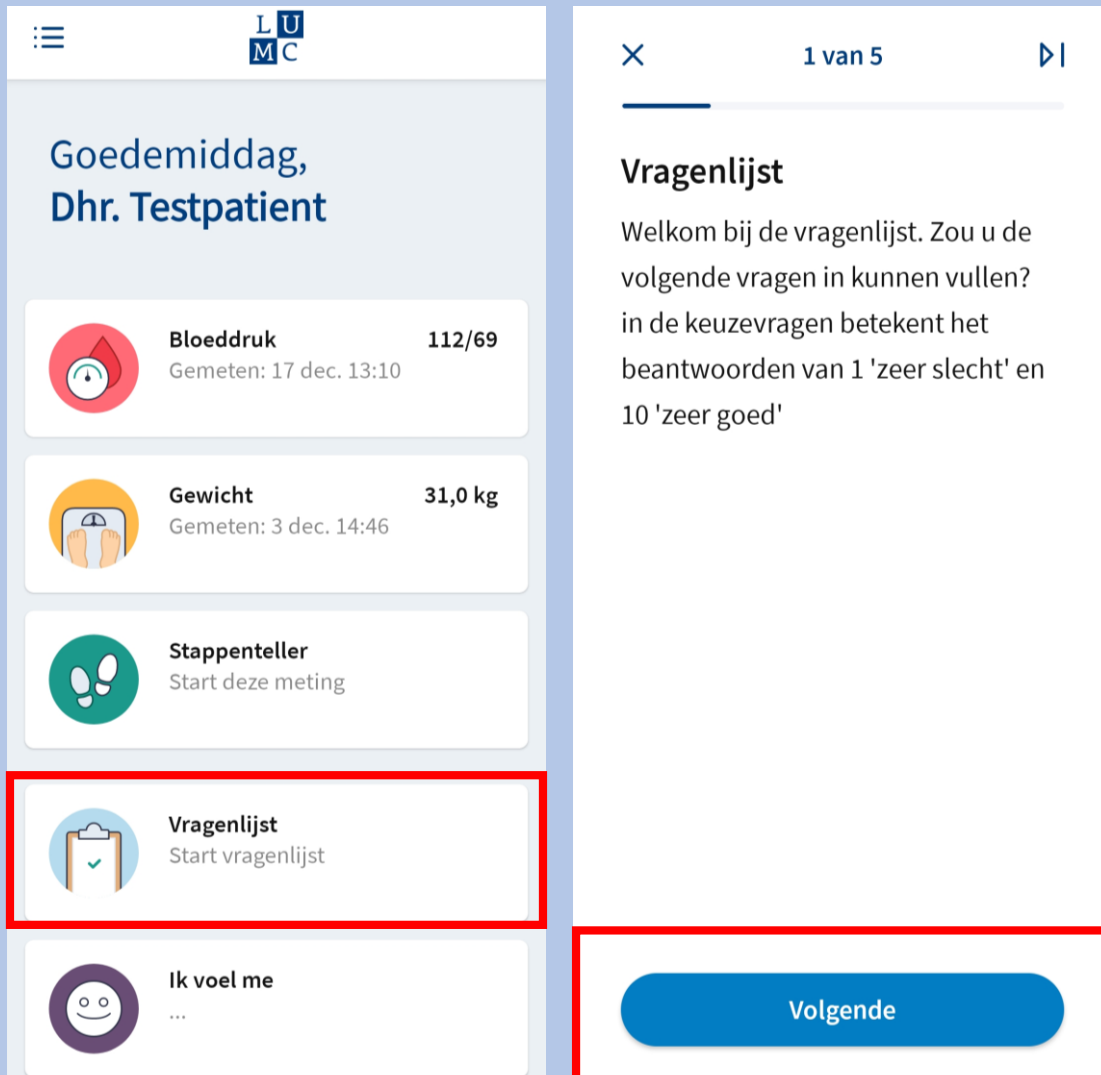 L U
M C
Goedemiddag,
Dhr. Testpatient
Bloeddruk 112/69
Gemeten: 17 dec. 13:10
Gewicht 31,0 kg
Gemeten: 3 dec. 14:46
Stappenteller
Start deze meting
Vragenlijst
Start vragenlijst
Ik voel me
...
1 van 5
Vragenlijst
Welkom bij de vragenlijst. Zou u de
volgende vragen in kunnen vullen?
in de keuzevragen betekent het
beantwoorden van 1 'zeer slecht' en
10 'zeer goed'
Volgende